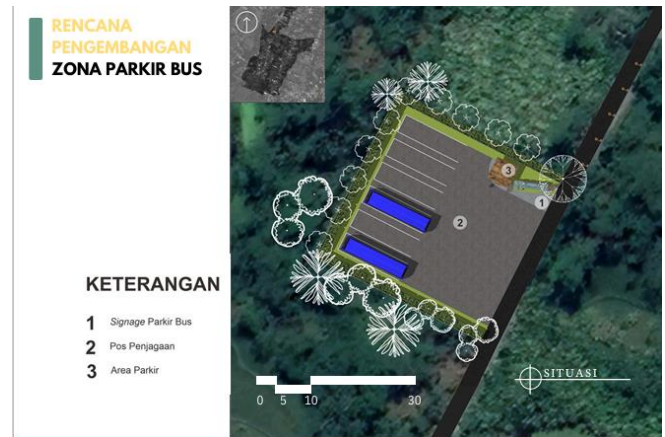 RENCANA
PENGEMBANGAN
ZONA PARKIR BUS
3
1
2
KETERANGAN
1 Signage Parkir Bus
2 Pos Penjagaan
3 Area Parkir
0 5 10 30
SITUASI